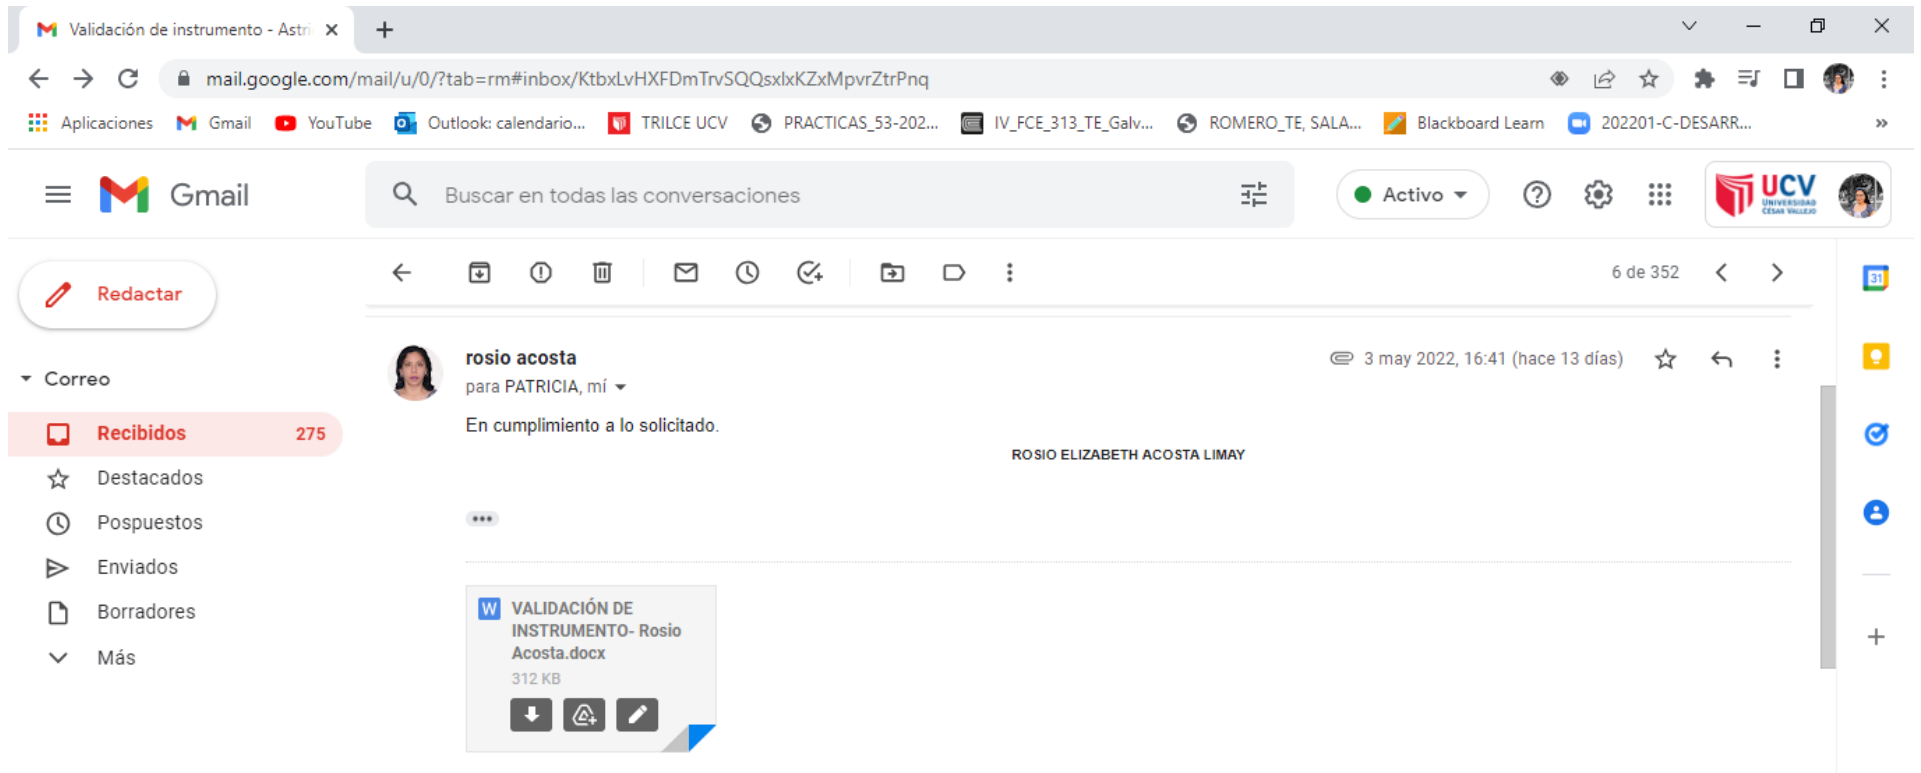 Validación de instrumento - Astri
mail.google.com/mail/u/0/?tab=rm#inbox/KtbxLvHXFDmTrvSQQsxlxKZxMpvrZtrPnq
Aplicaciones Gmail YouTube Outlook: calendario... TRILCE UCV PRACTICAS_53-202... IV_FCE_313_TE_Galv... ROMERO_TE, SALA... Blackboard Learn 202201-C-DESARR... »
Gmail
Buscar en todas las conversaciones
Activo
UCV
UNIVERSIDAD
CÉSAR VALLEJO
Redactar
6 de 352
31
Correo
Recibidos 275
Destacados
Pospuestos
Enviados
Borradores
Más
rosio acosta
3 may 2022, 16:41 (hace 13 días)
para PATRICIA, mí
En cumplimiento a lo solicitado.
ROSIO ELIZABETH ACOSTA LIMAY
W VALIDACIÓN DE
INSTRUMENTO- Rosio
Acosta.docx
312 KB